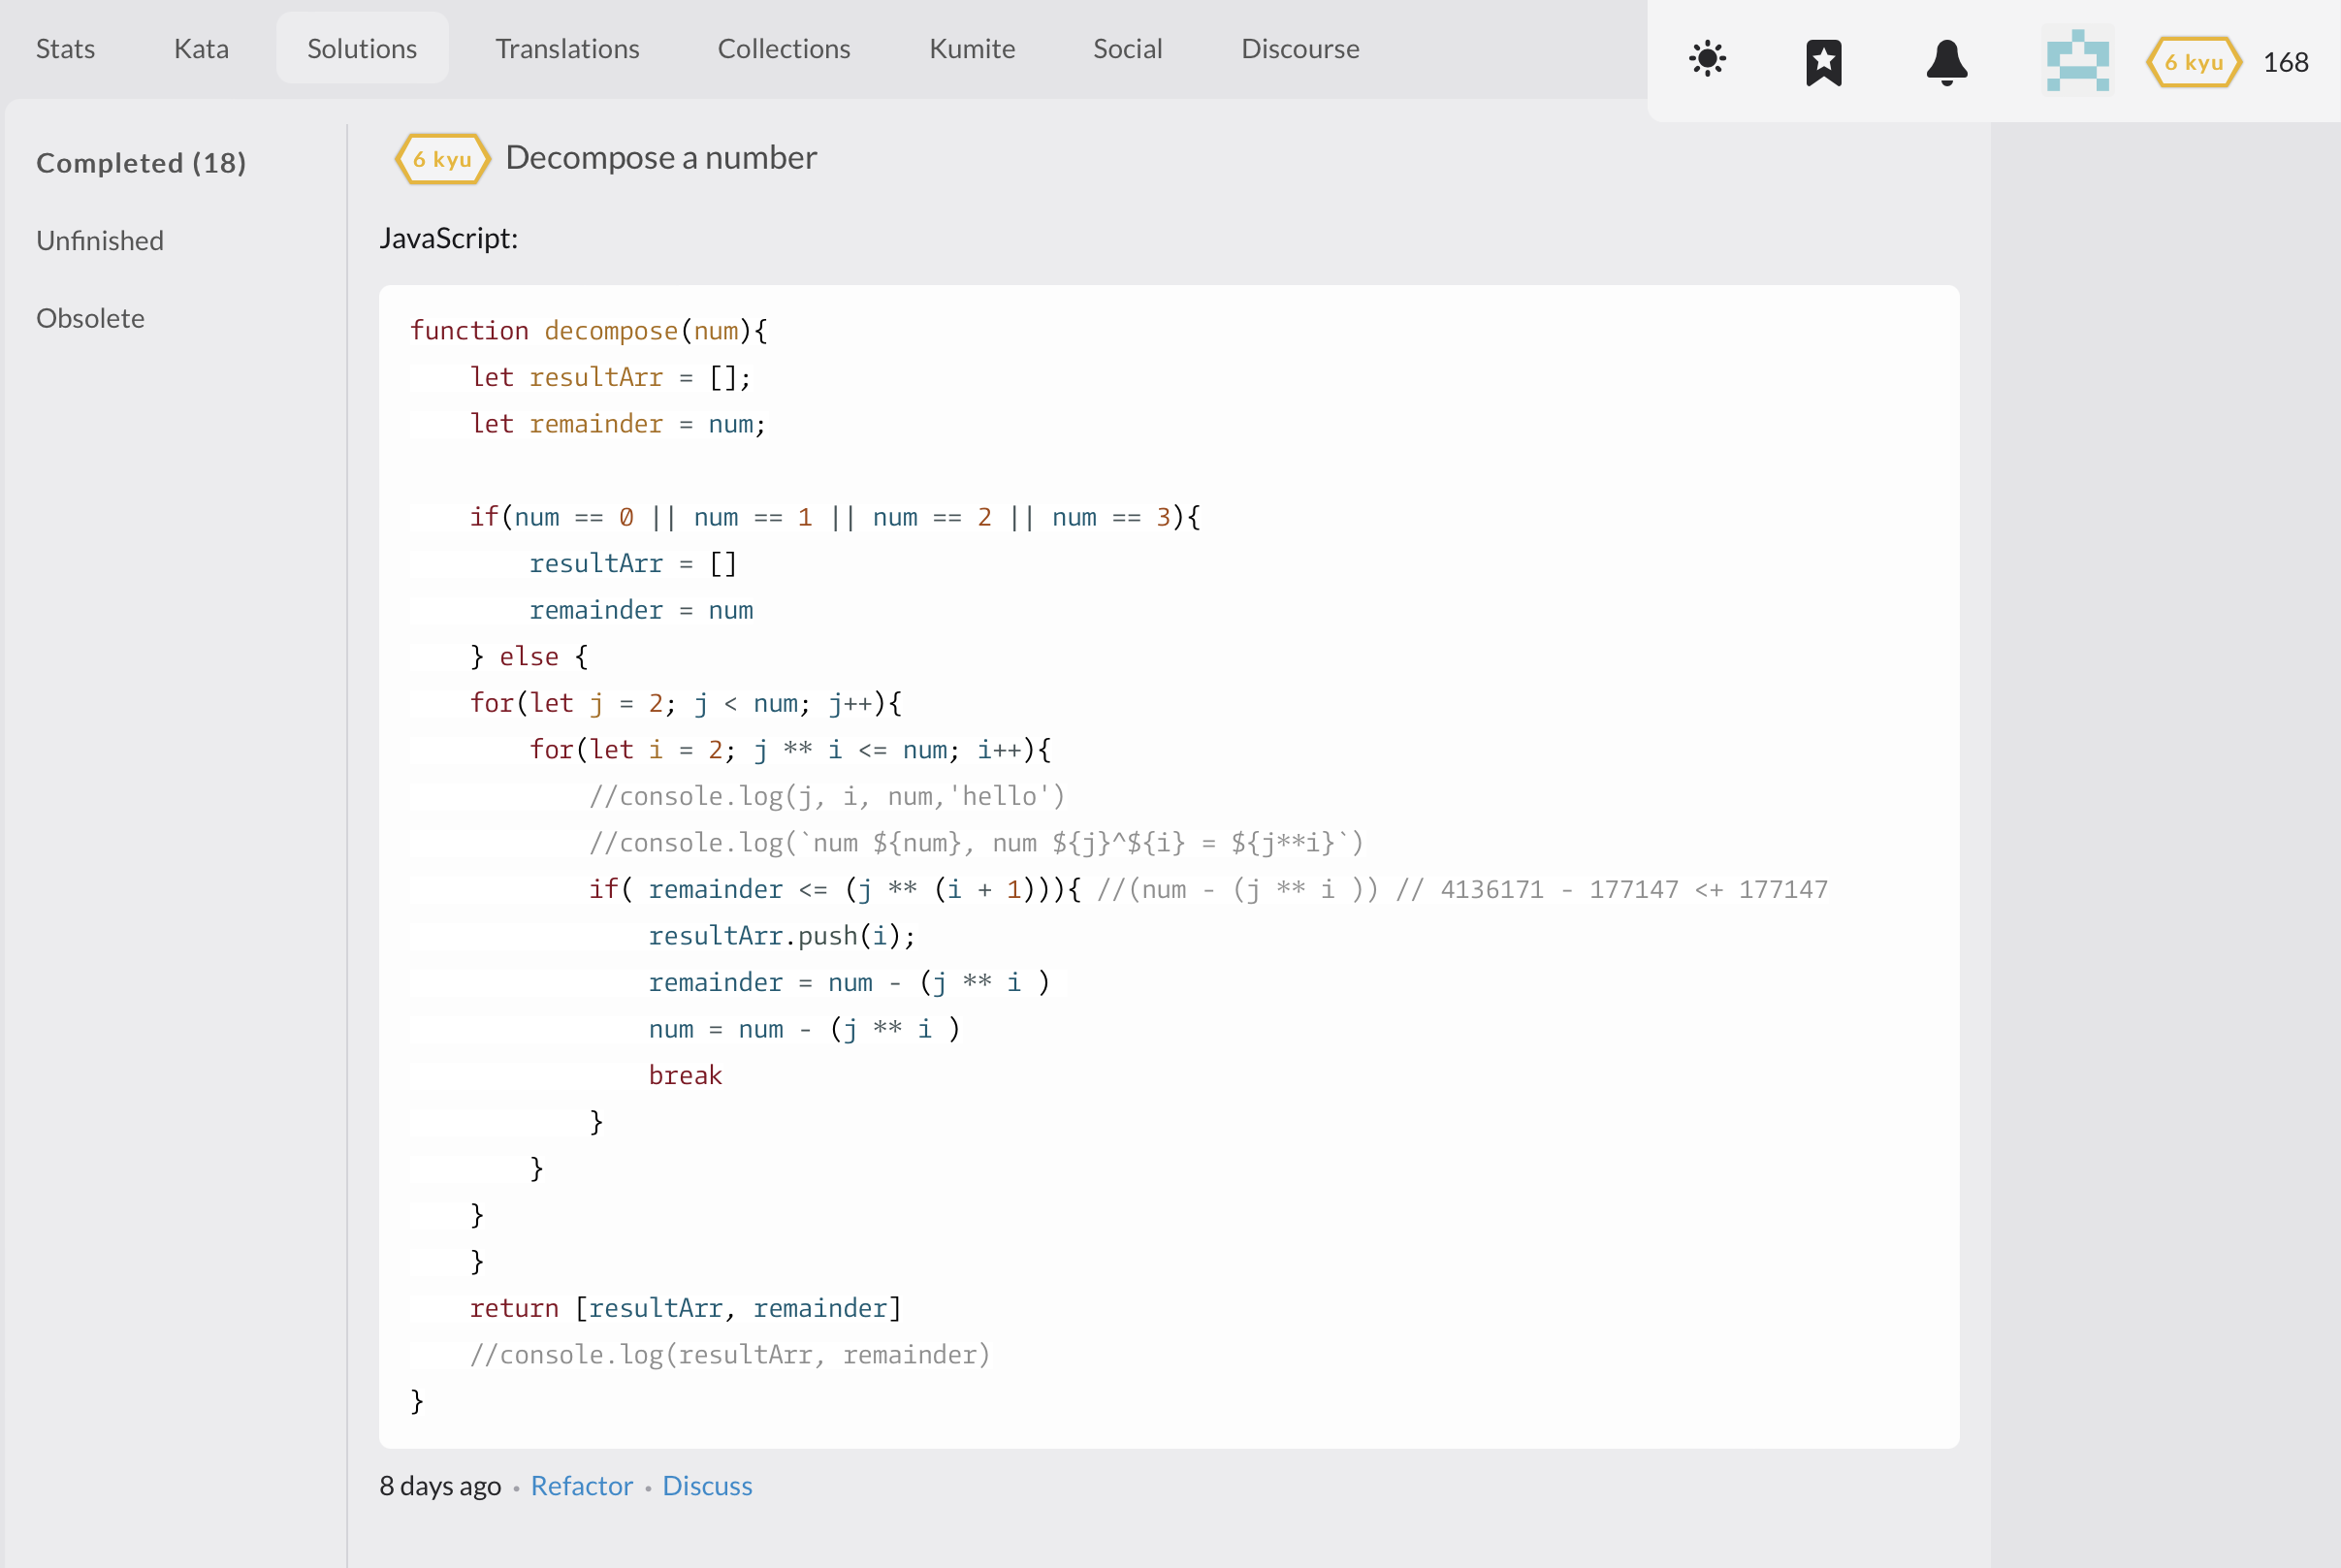 Stats Kata Solutions Translations Collections Kumite Social Discourse 6 kyu 168
Completed (18)
Unfinished
Obsolete
6 kyu Decompose a number
JavaScript:
function decompose(num){
    let resultArr = [];
    let remainder = num;

    if(num == 0 || num == 1 || num == 2 || num == 3){
        resultArr = []
        remainder = num
    } else {
    for(let j = 2; j < num; j++){
        for(let i = 2; j ** i <= num; i++){
            //console.log(j, i, num,'hello')
            //console.log(`num ${num}, num ${j}^${i} = ${j**i}`)
            if( remainder <= (j ** (i + 1))){ //(num - (j ** i )) // 4136171 - 177147 <+ 177147
                resultArr.push(i);
                remainder = num - (j ** i )
                num = num - (j ** i )
                break
            }
        }
    }
    }
    return [resultArr, remainder]
    //console.log(resultArr, remainder)
}
8 days ago • Refactor • Discuss